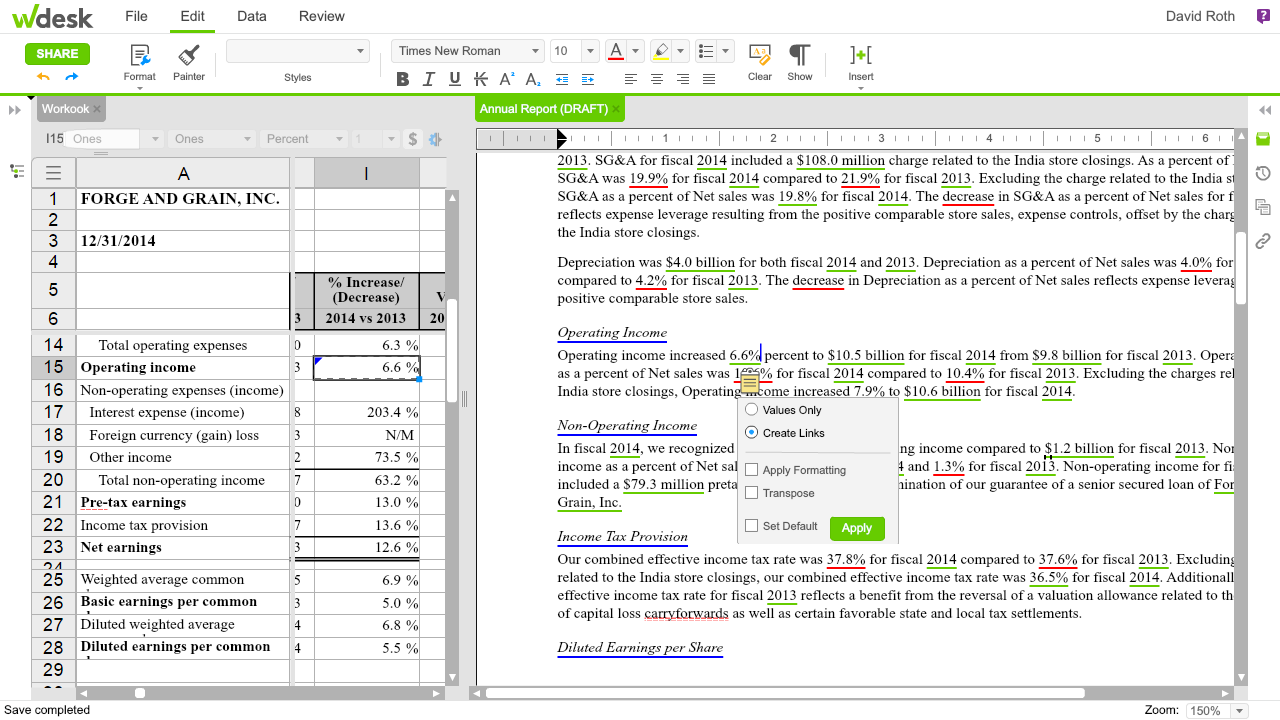 wdesk
File Edit Data Review
David Roth
?
SHARE
Times New Roman
10
Format
Painter
Styles
Clear
Show
Insert
Workook
Annual Report (DRAFT)
I15 Ones Ones Percent 1 $
1 2 3 4 5 6
A I
1 FORGE AND GRAIN, INC.
2
3 12/31/2014
4
5 % Increase/ (Decrease) V
6 3 2014 vs 2013 20
14 Total operating expenses 0 6.3 %
15 Operating income 3 6.6 %
16 Non-operating expenses (income)
17 Interest expense (income) 8 203.4 %
18 Foreign currency (gain) loss 3 N/M
19 Other income 2 73.5 %
20 Total non-operating income 7 63.2 %
21 Pre-tax earnings 0 13.0 %
22 Income tax provision 7 13.6 %
23 Net earnings 3 12.6 %
24
25 Weighted average common 5 6.9 %
26 Basic earnings per common 3 5.0 %
27 Diluted weighted average 4 6.8 %
28 Diluted earnings per common 4 5.5 %
29
2013. SG&A for fiscal 2014 included a $108.0 million charge related to the India store closings. As a percent of
SG&A was 19.9% for fiscal 2014 compared to 21.9% for fiscal 2013. Excluding the charge related to the India st
SG&A as a percent of Net sales was 19.8% for fiscal 2014. The decrease in SG&A as a percent of Net sales for f
reflects expense leverage resulting from the positive comparable store sales, expense controls, offset by the charg
the India store closings.
Depreciation was $4.0 billion for both fiscal 2014 and 2013. Depreciation as a percent of Net sales was 4.0% for
compared to 4.2% for fiscal 2013. The decrease in Depreciation as a percent of Net sales reflects expense leverag
positive comparable store sales.
Operating Income
Operating income increased 6.6% percent to $10.5 billion for fiscal 2014 from $9.8 billion for fiscal 2013. Opera
as a percent of Net sales was % for fiscal 2014 compared to 10.4% for fiscal 2013. Excluding the charges rel
India store closings, Operating income increased 7.9% to $10.6 billion for fiscal 2014.
Non-Operating Income
In fiscal 2014, we recognized ng income compared to $1.2 billion for fiscal 2013. Non
income as a percent of Net sal 4 and 1.3% for fiscal 2013. Non-operating income for fi
included a $79.3 million preta mination of our guarantee of a senior secured loan of For
Grain, Inc.
Values Only
Create Links
Apply Formatting
Transpose
Set Default Apply
Income Tax Provision
Our combined effective income tax rate was 37.8% for fiscal 2014 compared to 37.6% for fiscal 2013. Excluding
related to the India store closings, our combined effective income tax rate was 36.5% for fiscal 2014. Additionall
effective income tax rate for fiscal 2013 reflects a benefit from the reversal of a valuation allowance related to the
of capital loss carryforwards as well as certain favorable state and local tax settlements.
Diluted Earnings per Share
Save completed
Zoom: 150%